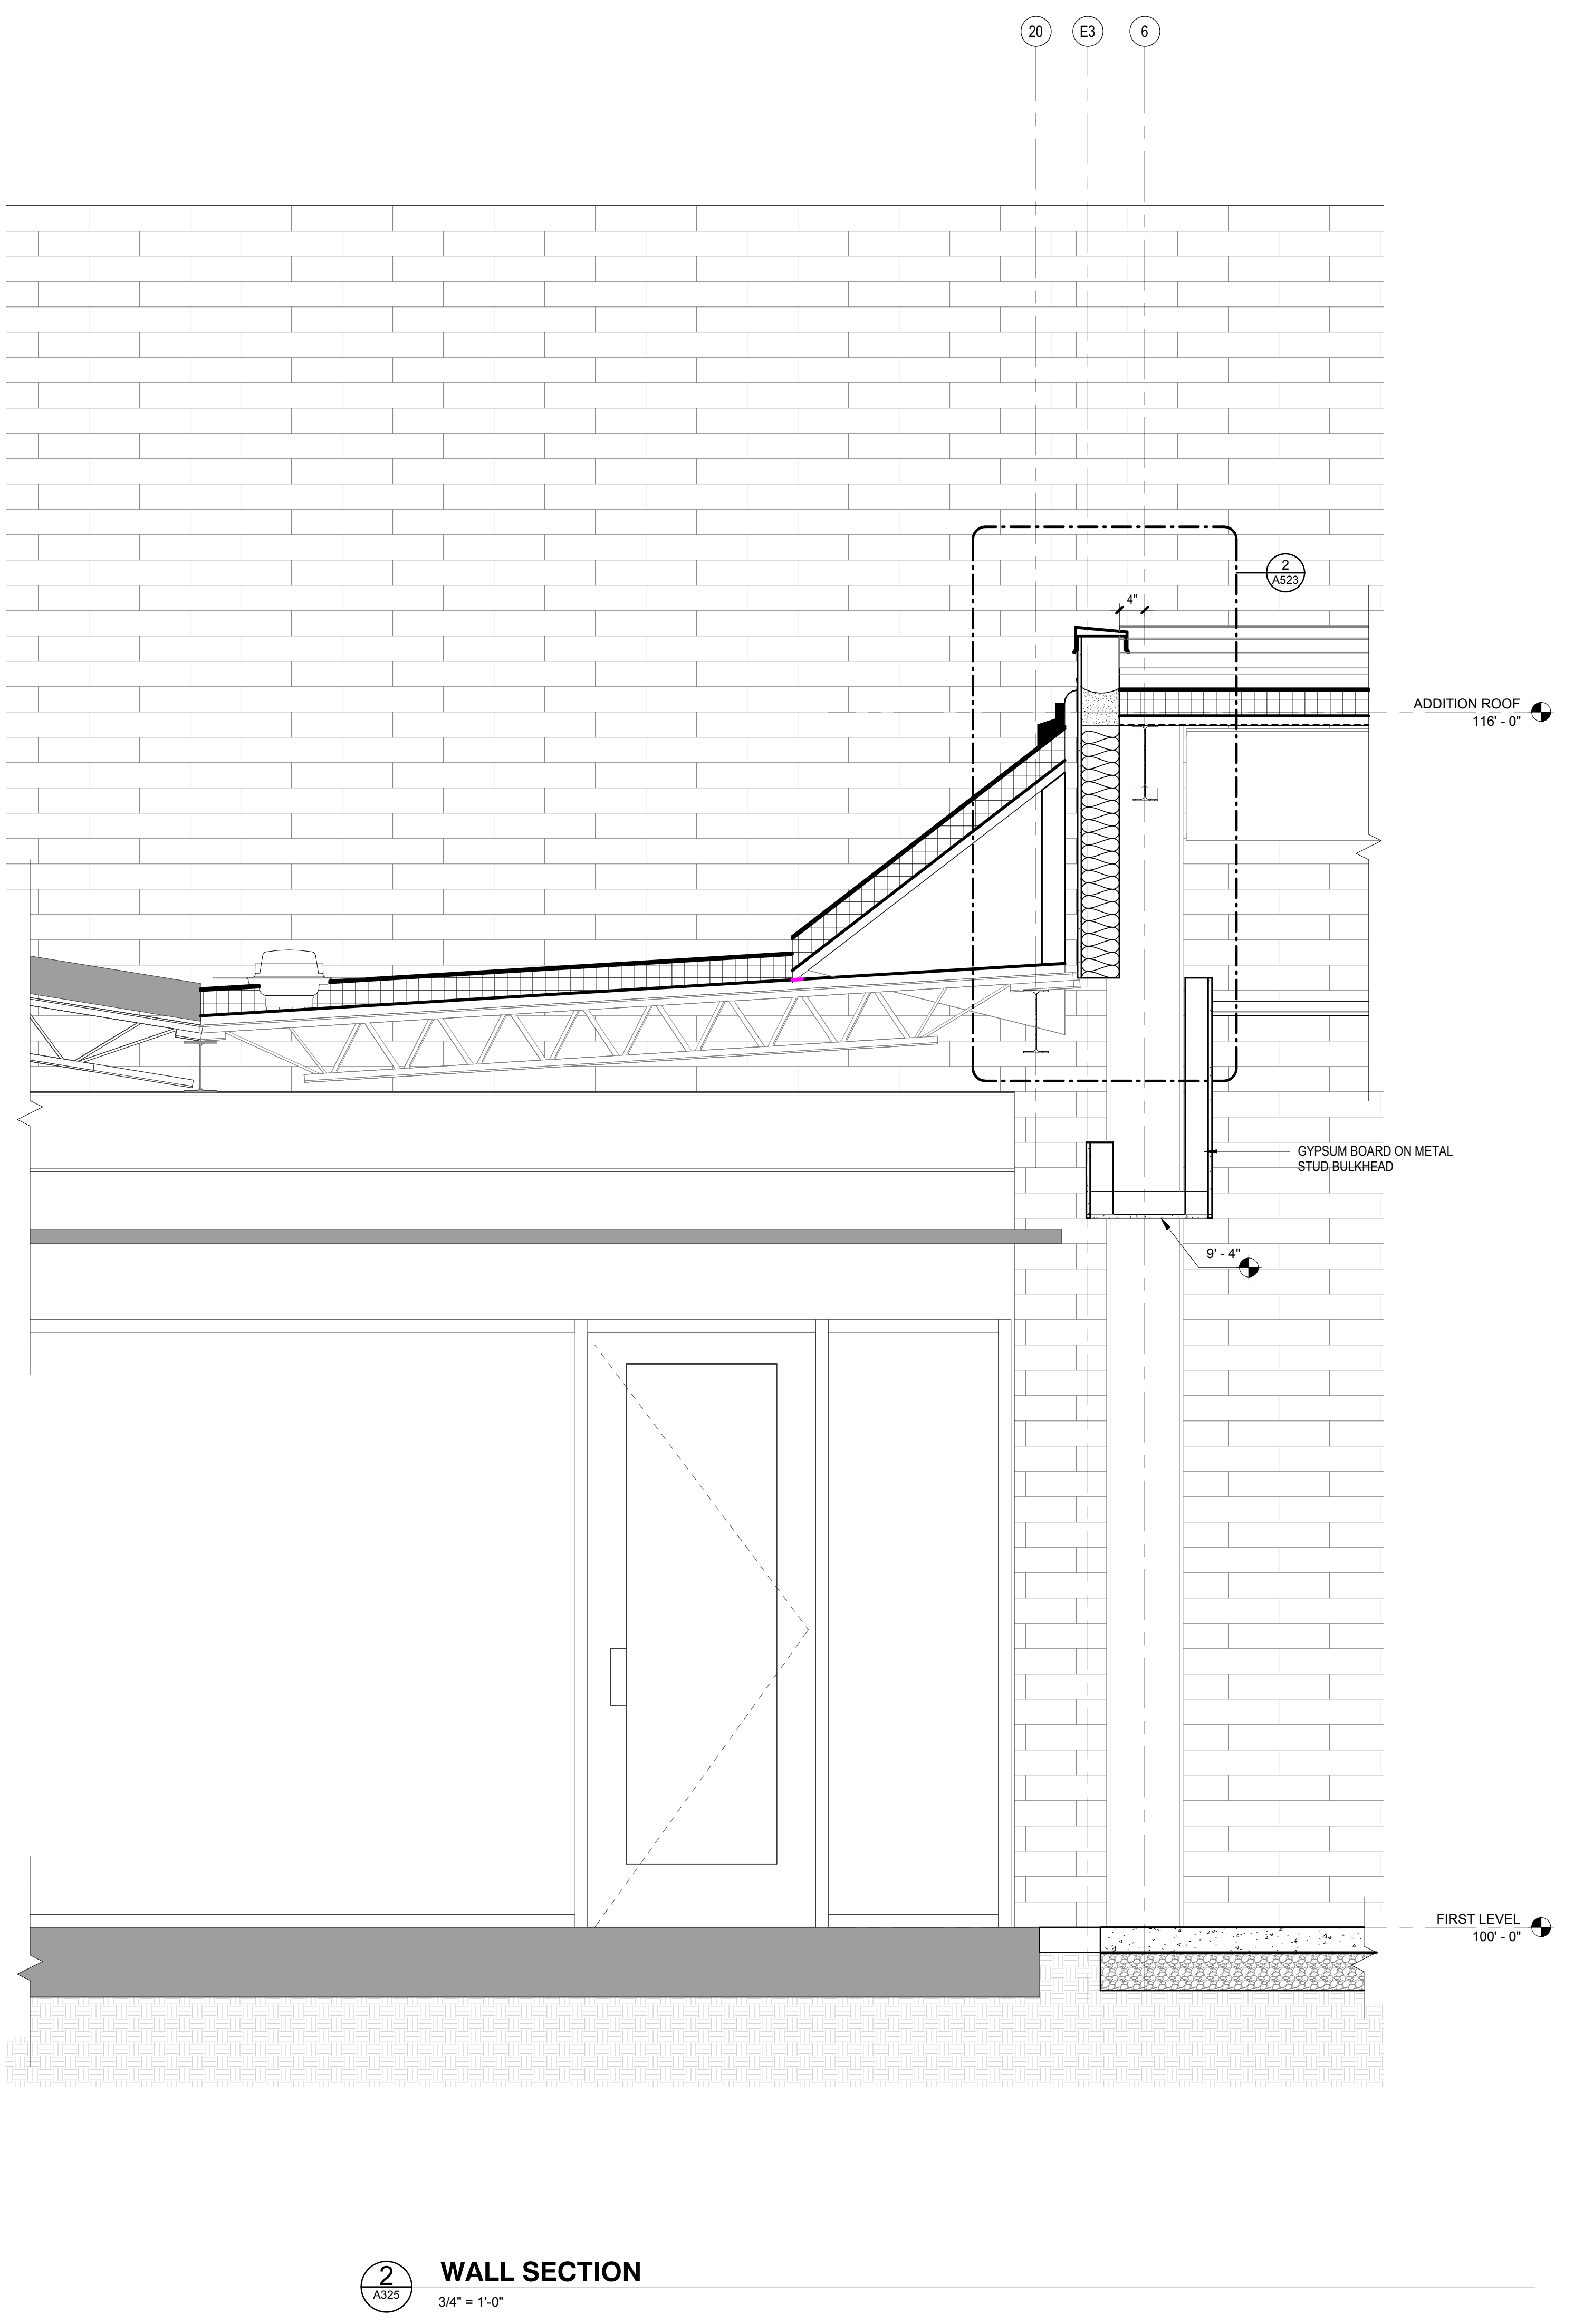 20
E3
6
2
A523
4"
ADDITION ROOF
116' - 0"
GYPSUM BOARD ON METAL
STUD BULKHEAD
9' - 4"
FIRST LEVEL
100' - 0"
2
A325
WALL SECTION
3/4" = 1'-0"